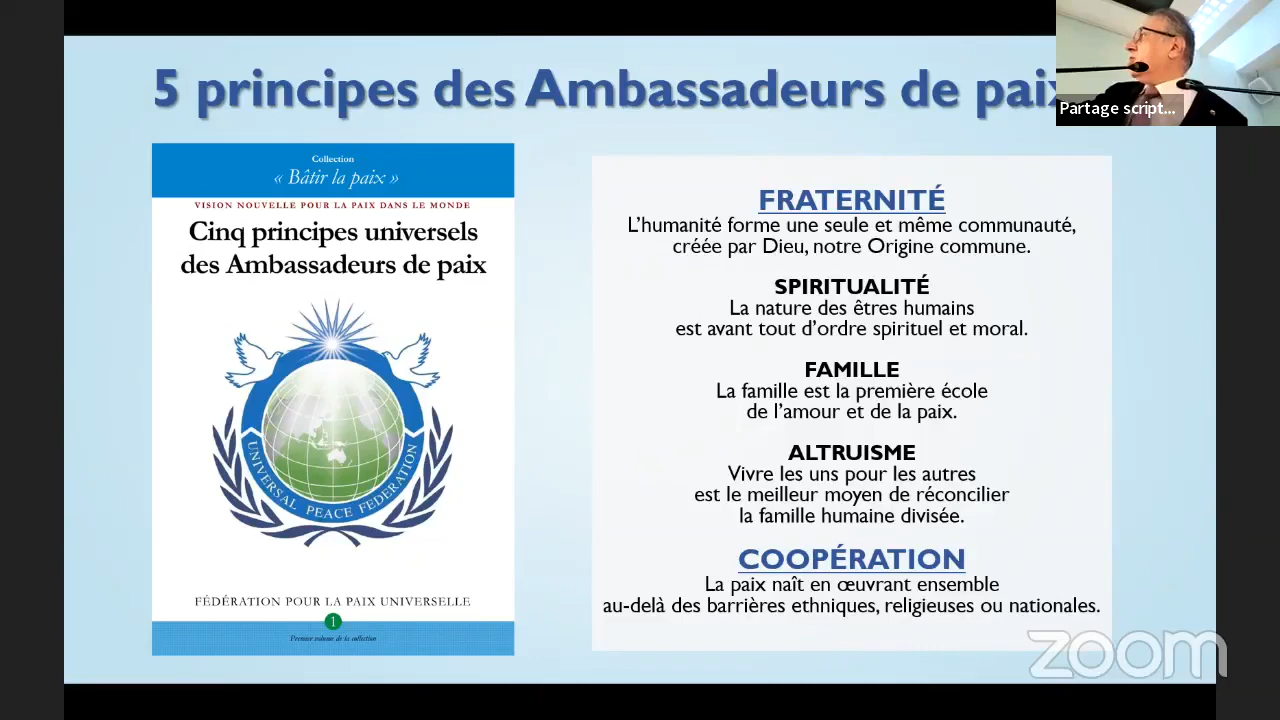 5 principes des Ambassadeurs de paix
Partage script...
Collection
« Bâtir la paix »
VISION NOUVELLE POUR LA PAIX DANS LE MONDE
Cinq principes universels
des Ambassadeurs de paix
UNIVERSAL PEACE FEDERATION
FÉDÉRATION POUR LA PAIX UNIVERSELLE
1
Premier volume de la collection
FRATERNITÉ
L’humanité forme une seule et même communauté,
créée par Dieu, notre Origine commune.
SPIRITUALITÉ
La nature des êtres humains
est avant tout d’ordre spirituel et moral.
FAMILLE
La famille est la première école
de l’amour et de la paix.
ALTRUISME
Vivre les uns pour les autres
est le meilleur moyen de réconcilier
la famille humaine divisée.
COOPÉRATION
La paix naît en œuvrant ensemble
au-delà des barrières ethniques, religieuses ou nationales.
zoom